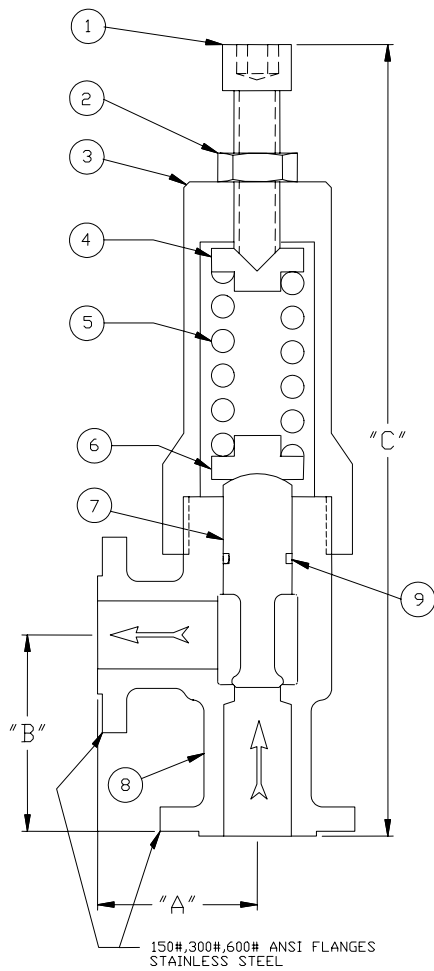 1
2
3
4
5
"C"
6
7
9
"B"
8
"A"
150#,300#,600# ANSI FLANGES
STAINLESS STEEL